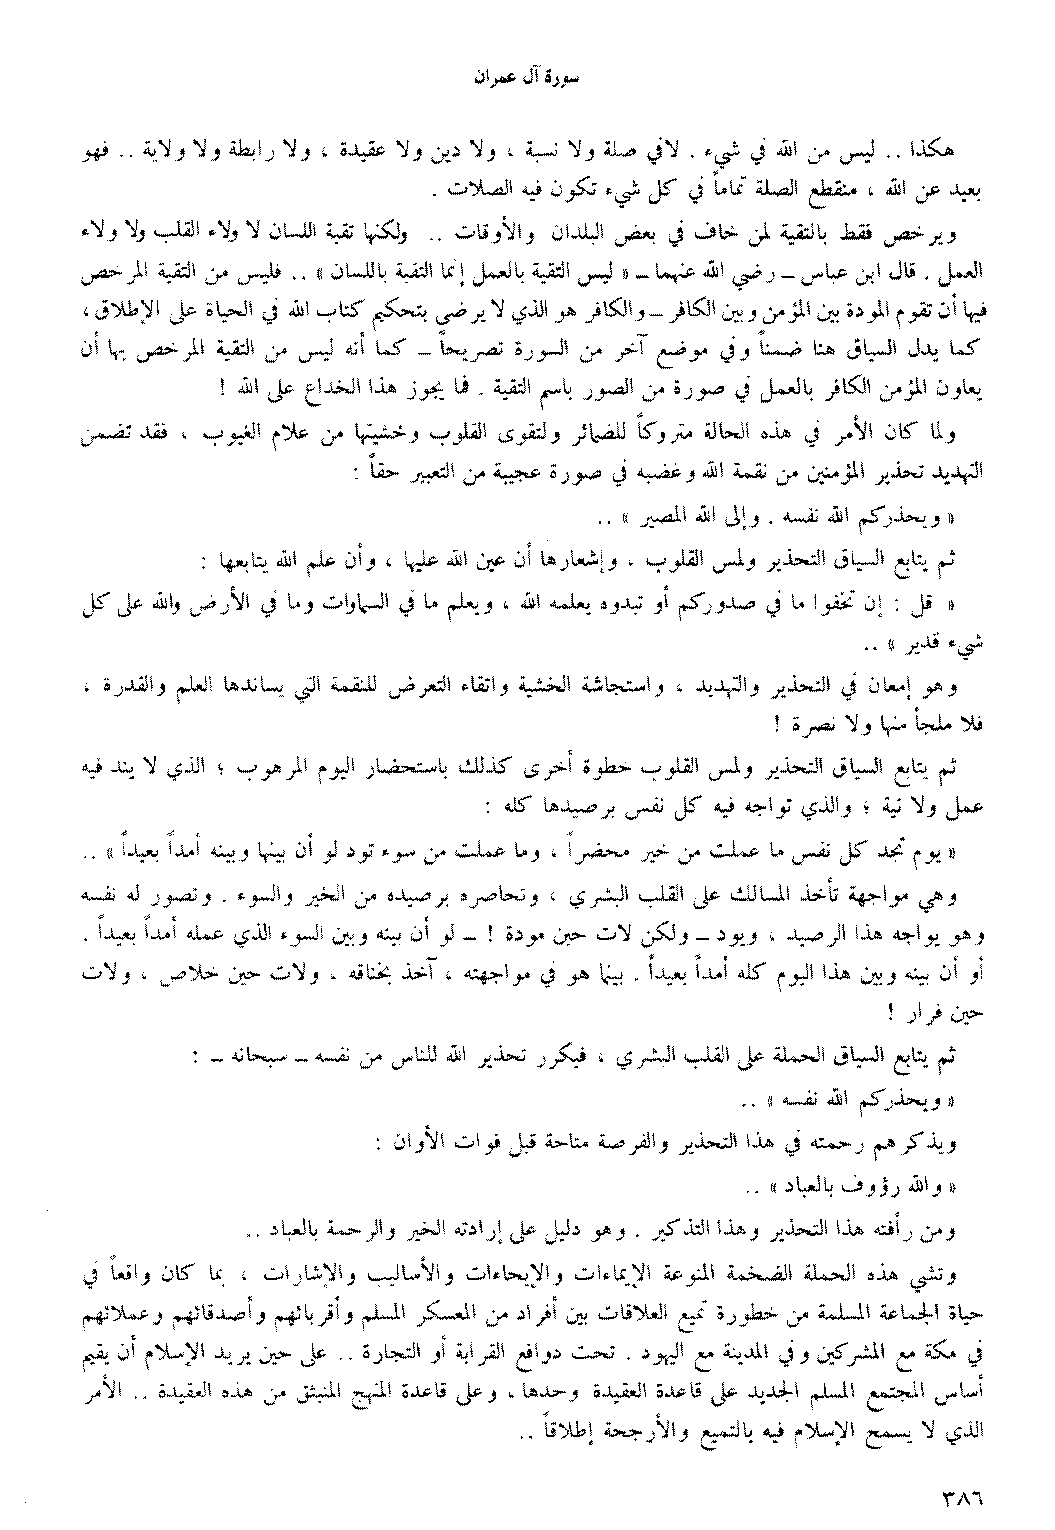 سورة آل عمران
هكذا .. ليس من الله في شيء . لافي صلة ولا نسبة ، ولا دين ولا عقيدة ، ولا رابطة ولا ولاية .. فهو
بعيد عن الله ، منقطع الصلة تماماً في كل شيء تكون فيه الصلات .
ويرخص فقط بالتقية لمن خاف في بعض البلدان والأوقات .. ولكنها تقية اللسان لا ولاء القلب ولا ولاء
العمل . قال ابن عباس – رضي الله عنهما – « ليس التقية بالعمل إنما التقية باللسان » .. فليس من التقية المرخص
فيها أن تقوم المودة بين المؤمن وبين الكافر – والكافر هو الذي لا يرضى بتحكيم كتاب الله في الحياة على الإطلاق ،
كما يدل السياق هنا ضمناً وفي موضع آخر من السورة تصريحاً – كما أنه ليس من التقية المرخص بها أن
يعاون المؤمن الكافر بالعمل في صورة من الصور باسم التقية . فما يجوز هذا الخداع على الله !
ولما كان الأمر في هذه الحالة متروكاً للضمائر ولتقوى القلوب وخشيتها من علام الغيوب ، فقد تضمن
التهديد تحذير المؤمنين من نقمة الله وغضبه في صورة عجيبة من التعبير حقاً :
« ويحذركم الله نفسه . وإلى الله المصير » ..
ثم يتابع السياق التحذير ولمس القلوب ، وإشعارها أن عين الله عليها ، وأن علم الله يتابعها :
« قل : إن تخفوا ما في صدوركم أو تبدوه يعلمه الله ، ويعلم ما في السماوات وما في الأرض والله على كل
شيء قدير » ..
وهو إمعان في التحذير والتهديد ، واستجاشة الخشية واتقاء التعرض للنقمة التي يساندها العلم والقدرة ،
فلا ملجأ منها ولا نصرة !
ثم يتابع السياق التحذير ولمس القلوب خطوة أخرى كذلك باستحضار اليوم المرهوب ؛ الذي لا يند فيه
عمل ولا نية ؛ والذي تواجه فيه كل نفس برصيدها كله :
« يوم تجد كل نفس ما عملت من خير محضراً ، وما عملت من سوء تود لو أن بينها وبينه أمداً بعيداً » ..
وهي مواجهة تأخذ المسالك على القلب البشري ، وتحاصره برصيده من الخير والسوء . وتصور له نفسه
وهو يواجه هذا الرصيد ، ويود – ولكن لات حين مودة ! – لو أن بينه وبين السوء الذي عمله أمداً بعيداً .
أو أن بينه وبين هذا اليوم كله أمداً بعيداً . بينما هو في مواجهته ، آخذ بخناقه ، ولات حين خلاص ، ولات
حين فرار !
ثم يتابع السياق الحملة على القلب البشري ، فيكرر تحذير الله للناس من نفسه – سبحانه – :
« ويحذركم الله نفسه » ..
ويذكرهم رحمته في هذا التحذير والفرصة متاحة قبل فوات الأوان :
« والله رؤوف بالعباد » ..
ومن رأفته هذا التحذير وهذا التذكير . وهو دليل على إرادته الخير والرحمة بالعباد ..
وتشي هذه الحملة الضخمة المنوعة الإيماءات والإيحاءات والأساليب والإشارات ، بما كان واقعاً في
حياة الجماعة المسلمة من خطورة تميع العلاقات بين أفراد من المعسكر المسلم وأقربائهم وأصدقائهم وعملائهم
في مكة مع المشركين وفي المدينة مع اليهود . تحت دوافع القرابة أو التجارة .. على حين يريد الإسلام أن يقيم
أساس المجتمع المسلم الجديد على قاعدة العقيدة وحدها ، وعلى قاعدة المنهج المنبثق من هذه العقيدة .. الأمر
الذي لا يسمح الإسلام فيه بالتميع والأرجحة إطلاقاً ..
٣٨٦